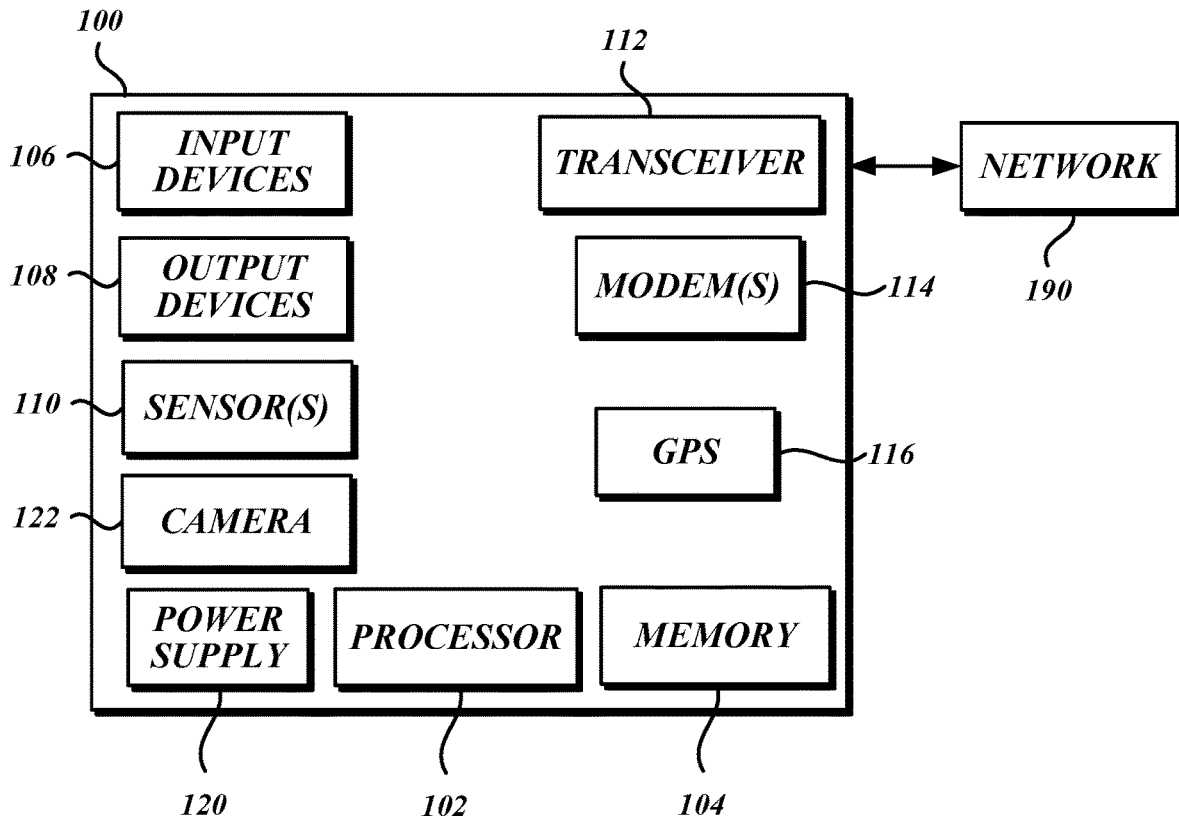 100
112
106
INPUT
DEVICES
TRANSCEIVER
NETWORK
190
108
OUTPUT
DEVICES
MODEM(S)
114
110
SENSOR(S)
GPS
116
122
CAMERA
POWER
SUPPLY
PROCESSOR
MEMORY
120
102
104